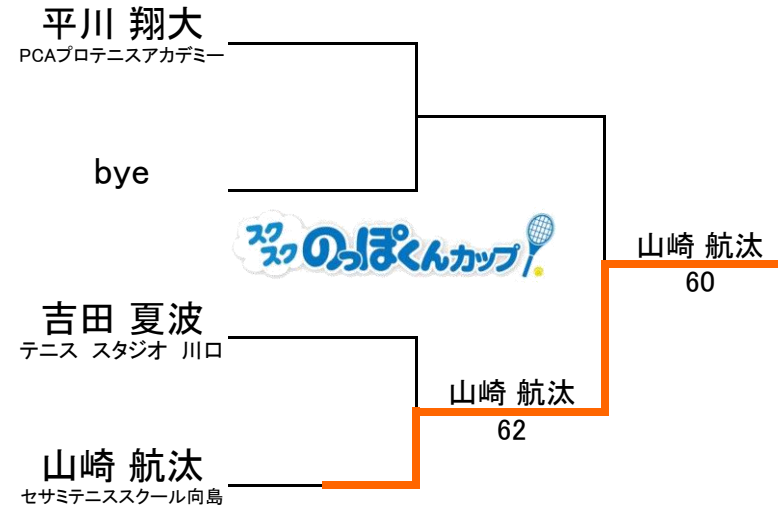 平川 翔大
PCAプロテニスアカデミー
bye
スクスク のっぽくんカップ
山崎 航汰
60
吉田 夏波
テニス スタジオ 川口
山崎 航汰
62
山崎 航汰
セサミテニススクール向島